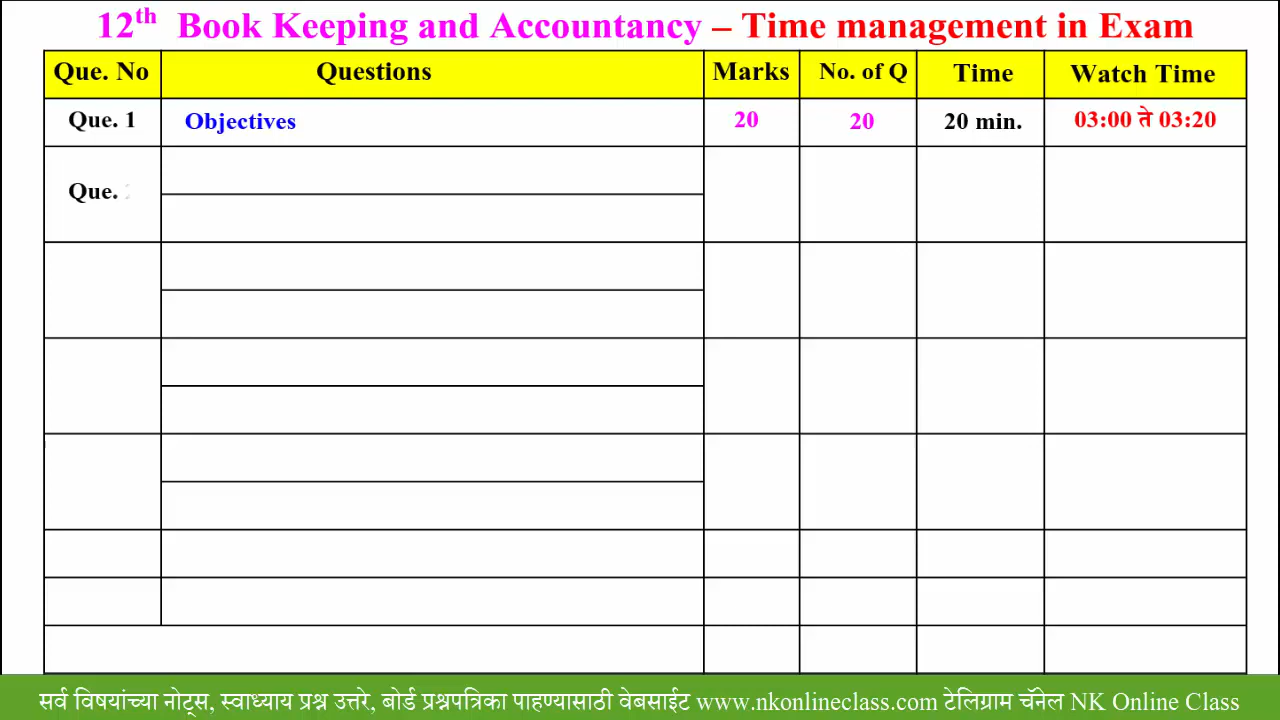 12th Book Keeping and Accountancy – Time management in Exam
Que. No Questions Marks No. of Q Time Watch Time
Que. 1 Objectives 20 20 20 min. 03:00 ते 03:20
Que.
सर्व विषयांच्या नोट्स, स्वाध्याय प्रश्न उत्तरे, बोर्ड प्रश्नपत्रिका पाहण्यासाठी वेबसाईट www.nkonlineclass.com टेलिग्राम चॅनेल NK Online Class